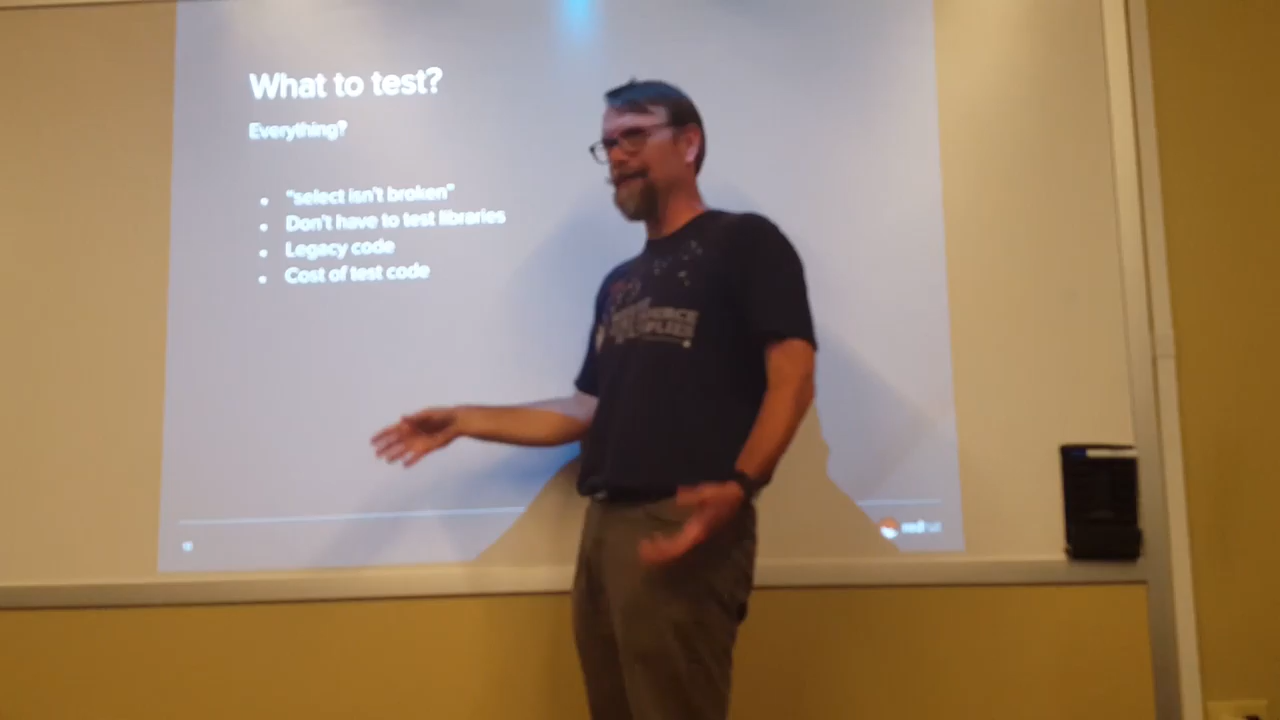 What to test?
Everything?
• "select isn't broken"
• Don't have to test libraries
• Legacy code
• Cost of test code